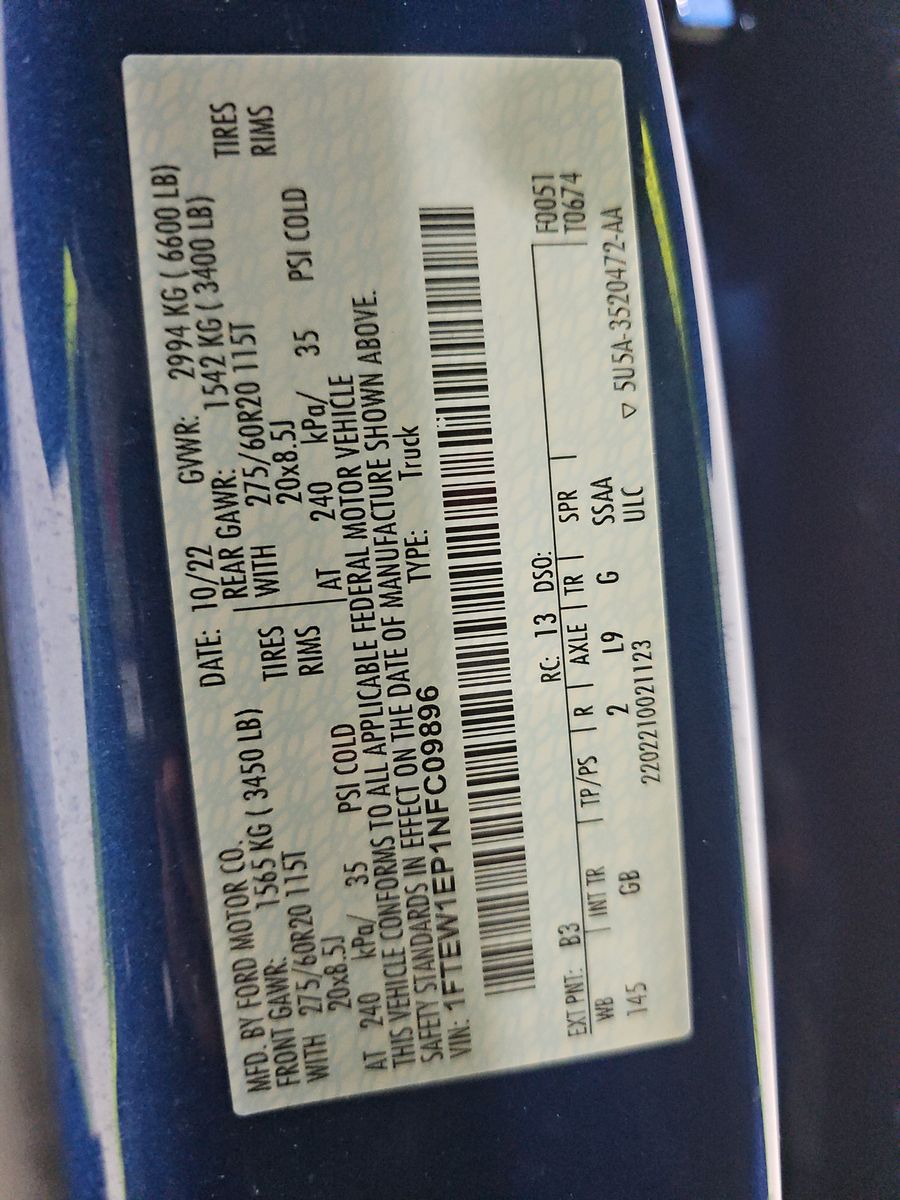 MFD. BY FORD MOTOR CO. DATE: 10/22 GVWR: 2994 KG ( 6600 LB)
FRONT GAWR: 1565 KG ( 3450 LB) REAR GAWR: 1542 KG ( 3400 LB)
WITH 275/60R20 115T TIRES WITH 275/60R20 115T TIRES
20x8.5J RIMS 20x8.5J RIMS
AT 240 kPa/ 35 PSI COLD AT 240 kPa/ 35 PSI COLD
THIS VEHICLE CONFORMS TO ALL APPLICABLE FEDERAL MOTOR VEHICLE
SAFETY STANDARDS IN EFFECT ON THE DATE OF MANUFACTURE SHOWN ABOVE.
VIN: 1FTEW1EP1NFC09896 TYPE: Truck
F0051
T0674
EXT PNT: B3 RC: 13 DSO:
WB INT TR TP/PS R AXLE TR SPR
145 GB 2 L9 G SSAA
2202210021123 ULC ▽ 5U5A-3520472-AA